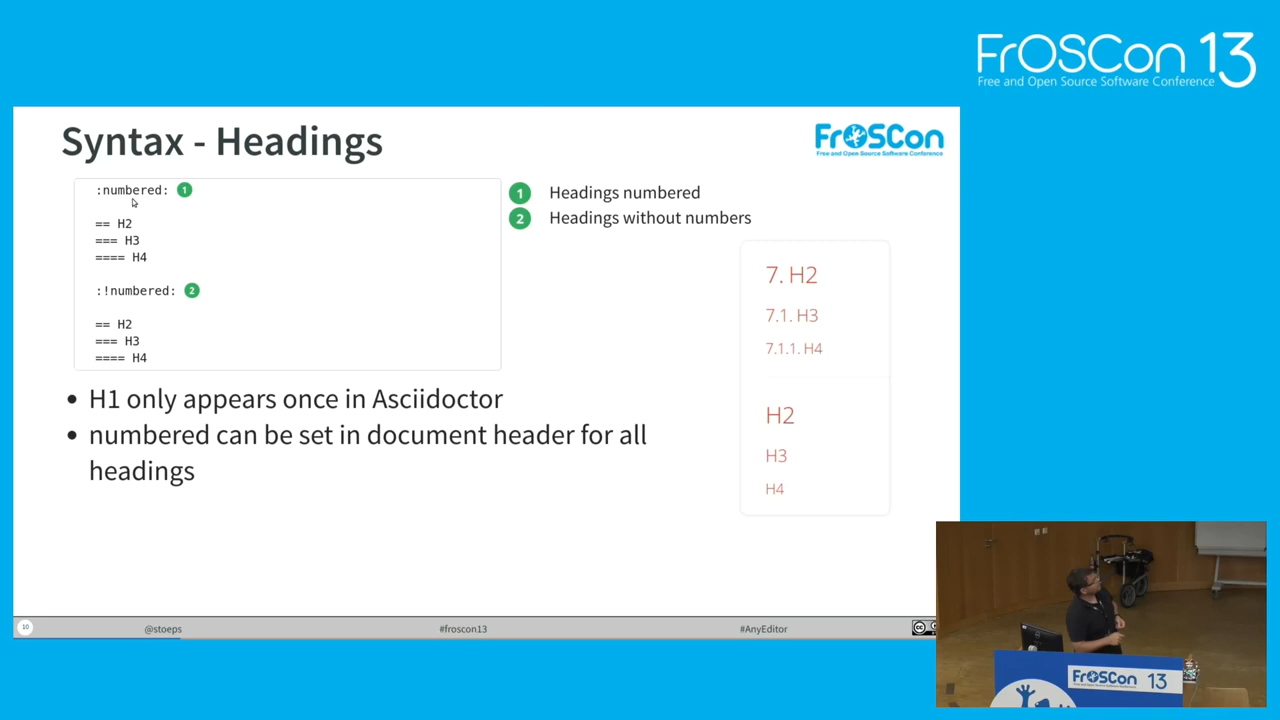 FrOSCon 13
Free and Open Source Software Conference
Syntax - Headings
FrOSCon
Free and Open Source Software Conference
:numbered: 1
== H2
=== H3
==== H4
:!numbered: 2
== H2
=== H3
==== H4
1 Headings numbered
2 Headings without numbers
7. H2
7.1. H3
7.1.1. H4
H2
H3
H4
• H1 only appears once in Asciidoctor
• numbered can be set in document header for all
headings
10
@stoeps
#froscon13
#AnyEditor
cc
FrOSCon 13